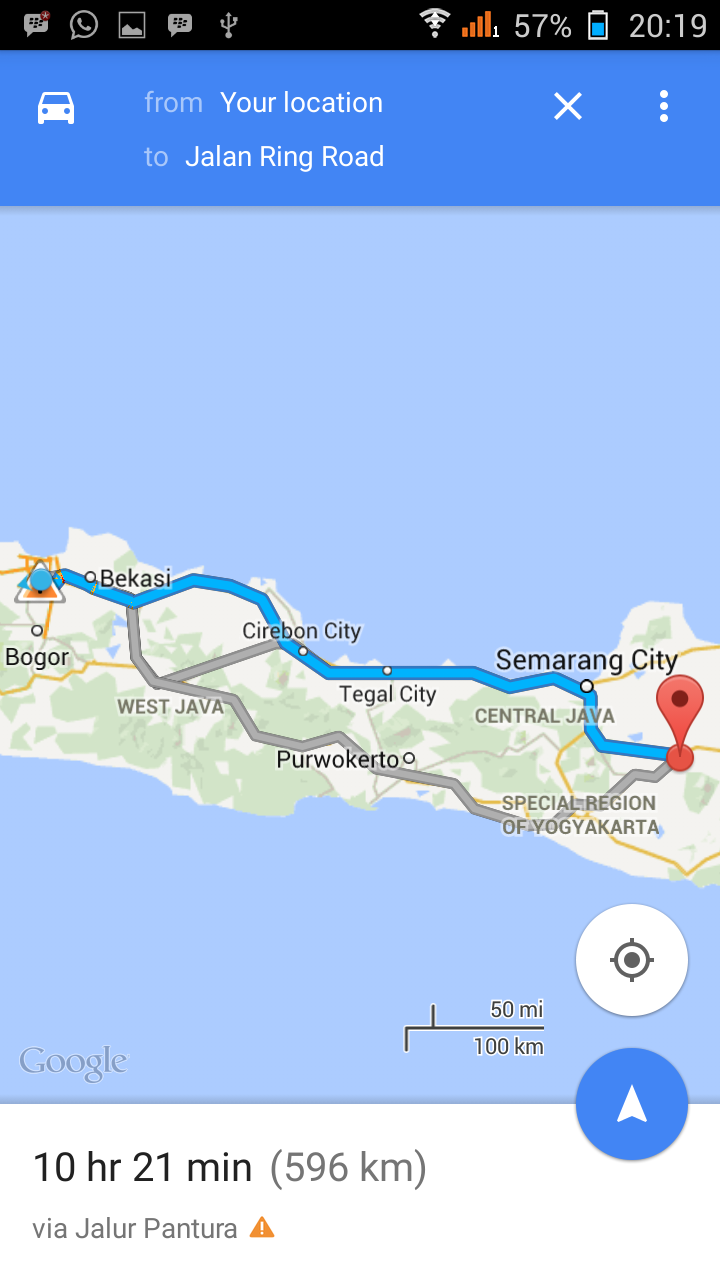 57% 20:19
from Your location
to Jalan Ring Road
Bekasi
Bogor
Cirebon City
Semarang City
Tegal City
WEST JAVA
CENTRAL JAVA
Purwokerto
SPECIAL REGION
OF YOGYAKARTA
50 mi
100 km
Google
10 hr 21 min (596 km)
via Jalur Pantura